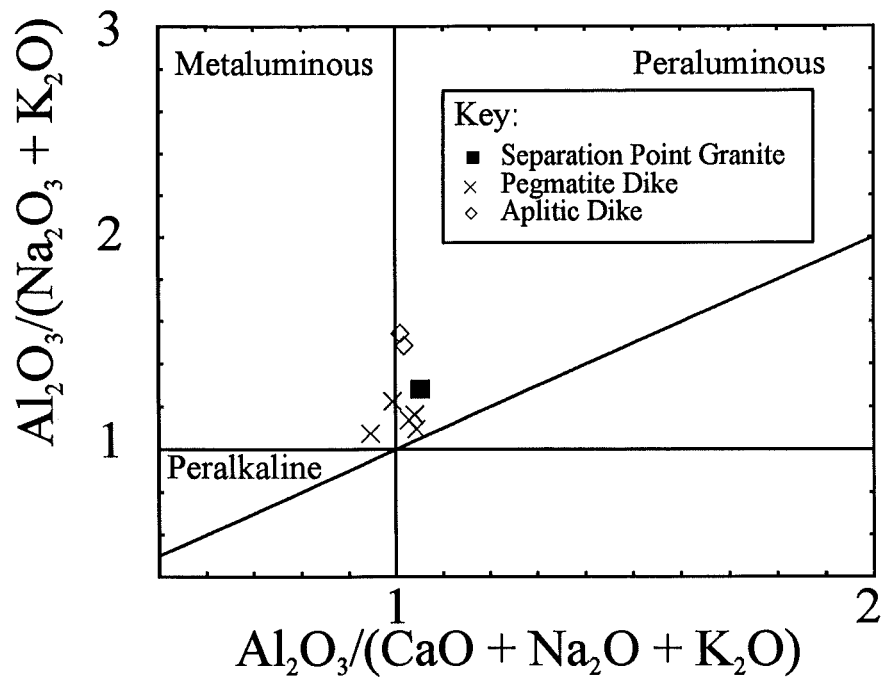 Al₂O₃/(Na₂O₃ + K₂O)
3
2
1
Metaluminous
Peraluminous
Key:
■ Separation Point Granite
× Pegmatite Dike
◇ Aplitic Dike
Peralkaline
1
2
Al₂O₃/(CaO + Na₂O + K₂O)